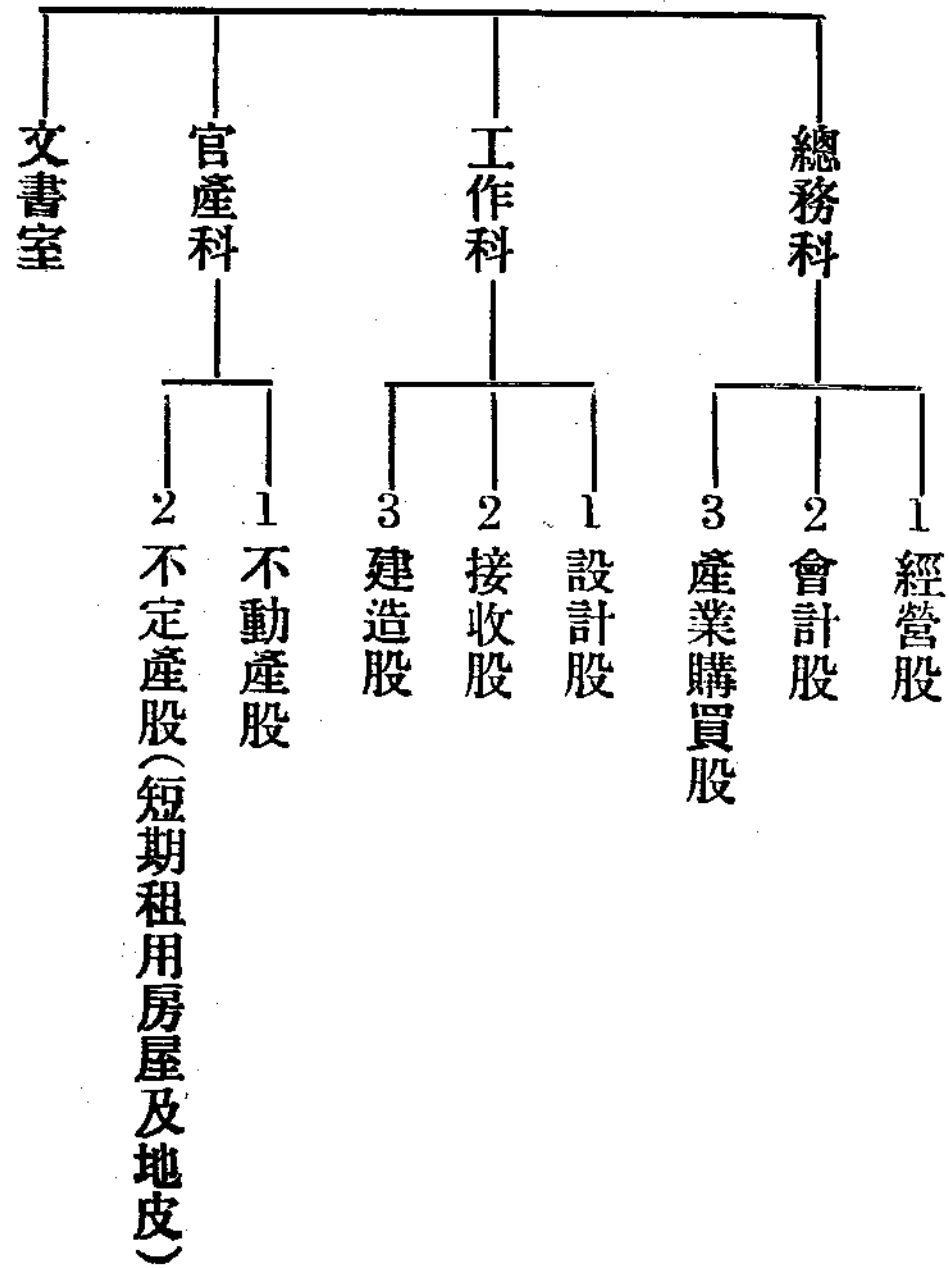 總務科
1 經營股
2 會計股
3 產業購買股
工作科
1 設計股
2 接收股
3 建造股
官產科
1 不動產股
2 不定產股(短期租用房屋及地皮)
文書室